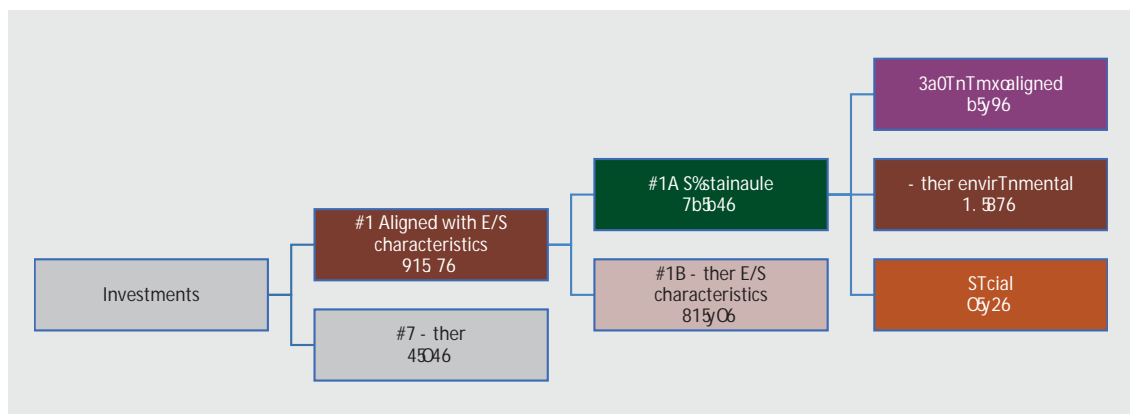 Investments
#1 Aligned with E/S
characteristics
915 76
#7 - ther
45O46
#1A S%stainaule
7b5b46
#1B - ther E/S
characteristics
815yO6
3a0TnTmxoaligned
b5y96
- ther envirTnmental
1. 5876
STcial
O5y26